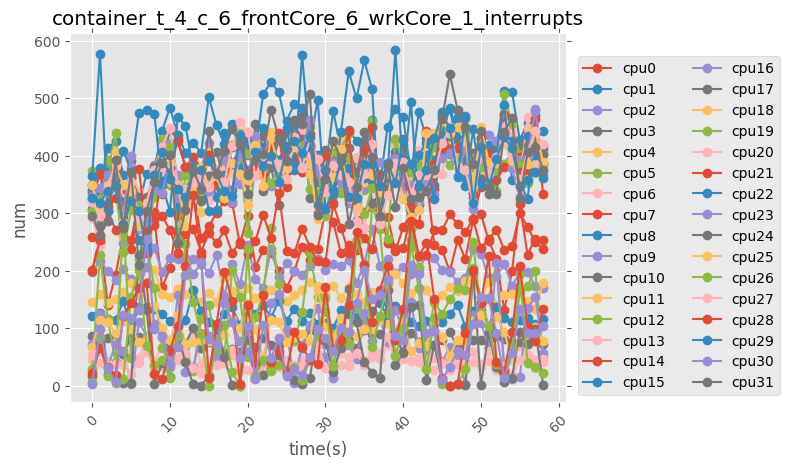 container_t_4_c_6_frontCore_6_wrkCore_1_interrupts
600
500
400
300
200
100
0
num
0
10
20
30
40
50
60
time(s)
cpu0
cpu1
cpu2
cpu3
cpu4
cpu5
cpu6
cpu7
cpu8
cpu9
cpu10
cpu11
cpu12
cpu13
cpu14
cpu15
cpu16
cpu17
cpu18
cpu19
cpu20
cpu21
cpu22
cpu23
cpu24
cpu25
cpu26
cpu27
cpu28
cpu29
cpu30
cpu31